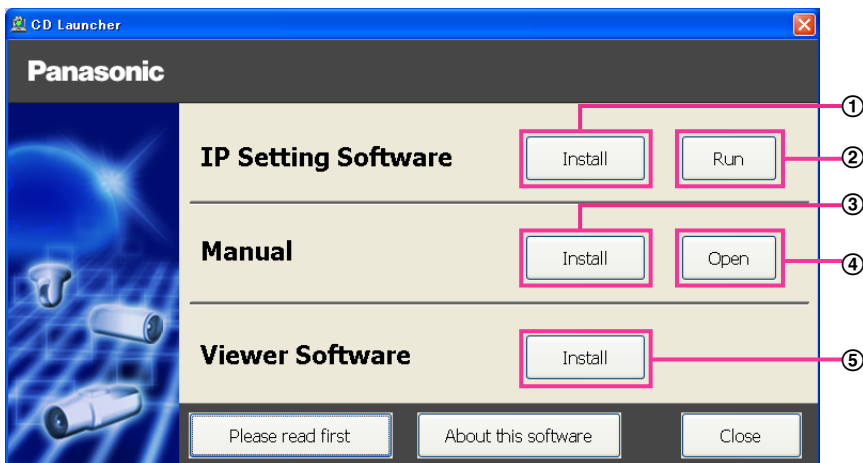 CD Launcher
Panasonic
①
IP Setting Software Install Run ②
③
Manual Install Open ④
Viewer Software Install ⑤
Please read first About this software Close